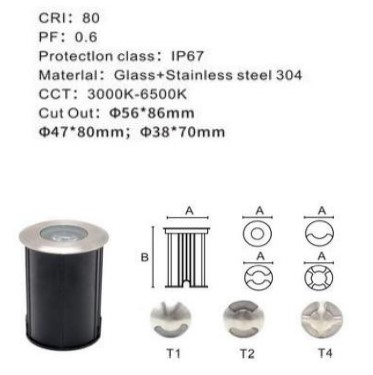 CRI: 80
PF: 0.6
Protection class: IP67
Material: Glass+Stainless steel 304
CCT: 3000K-6500K
Cut Out: Φ56*86mm
Φ47*80mm; Φ38*70mm
A A A
B
A A
T1 T2 T4